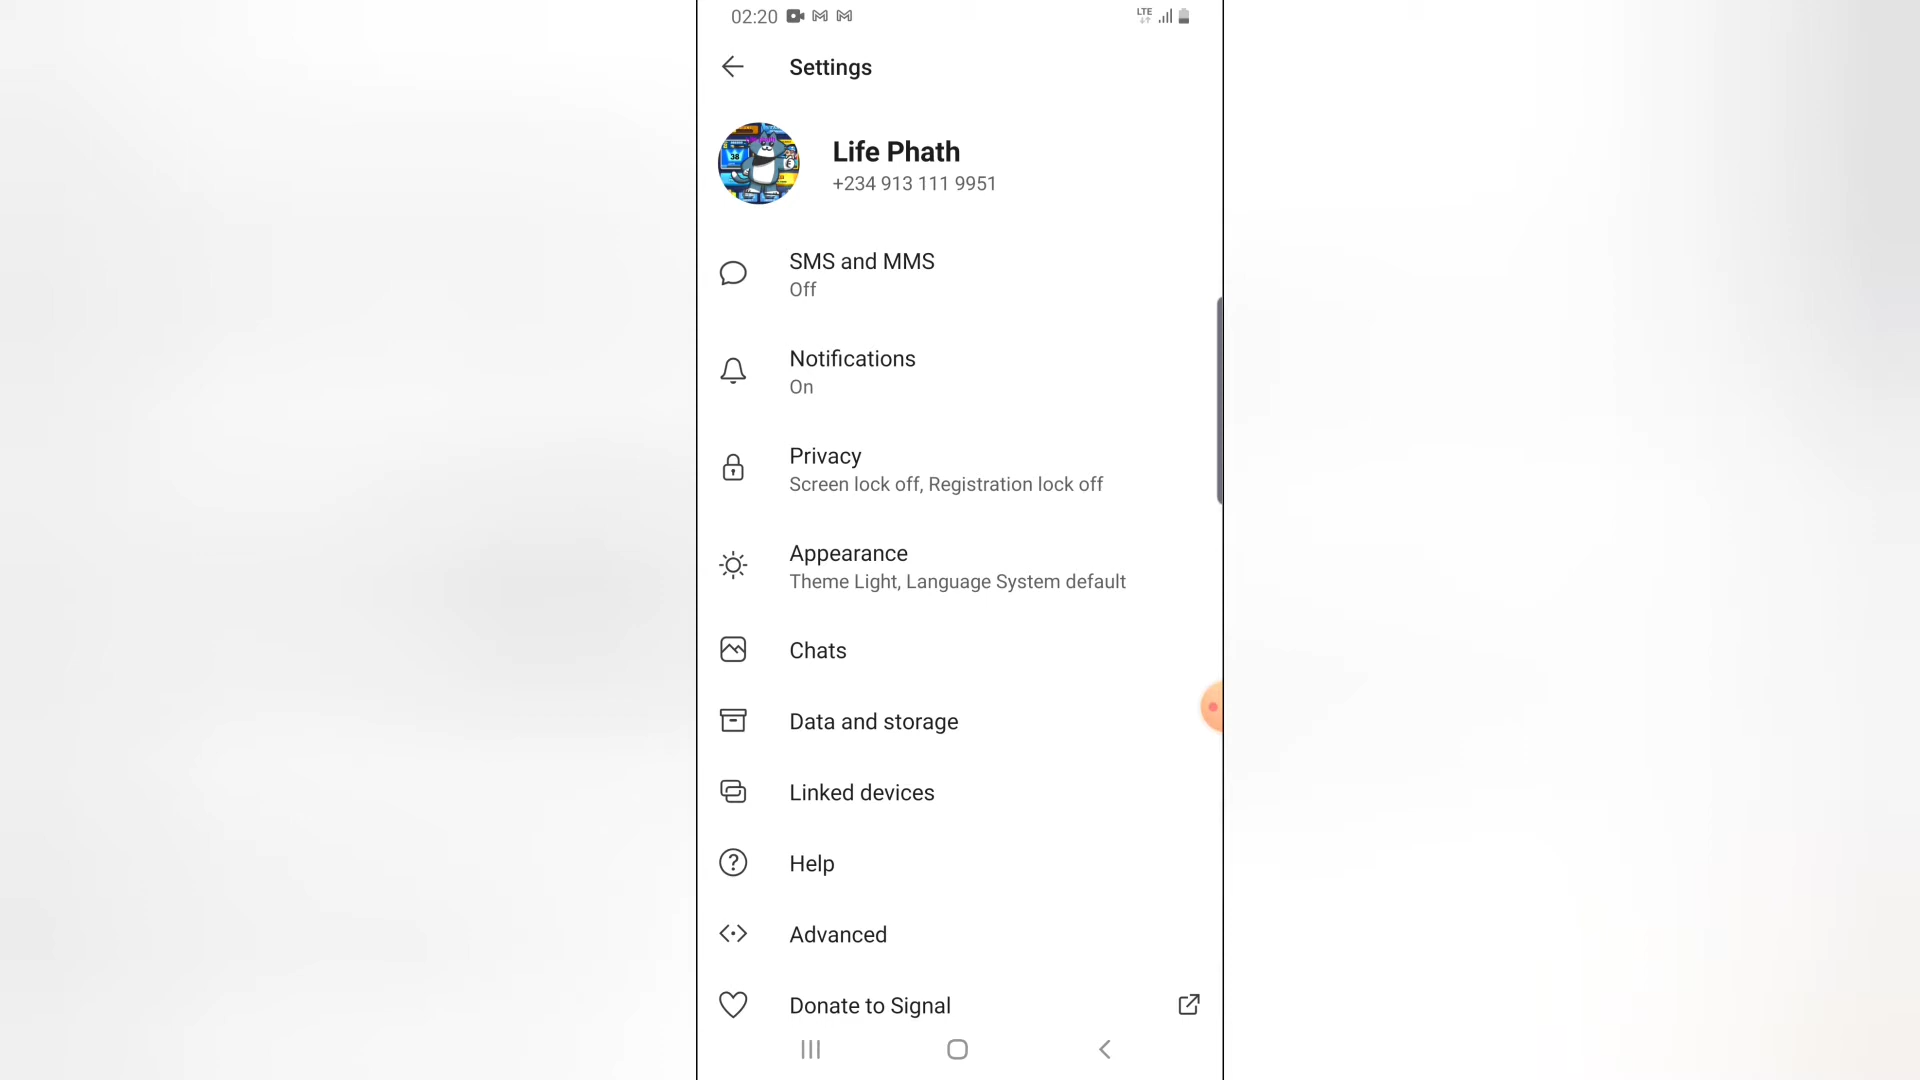 02:20
LTE
Settings
Life Phath
+234 913 111 9951
38
SMS and MMS
Off
Notifications
On
Privacy
Screen lock off, Registration lock off
Appearance
Theme Light, Language System default
Chats
Data and storage
Linked devices
Help
Advanced
Donate to Signal